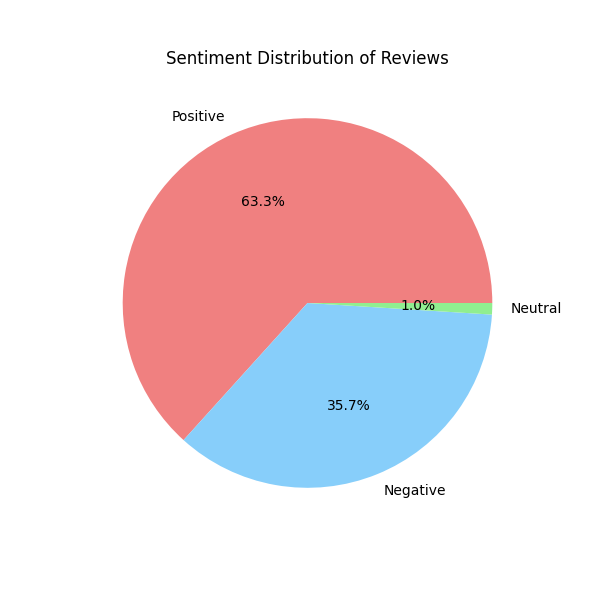 Sentiment Distribution of Reviews
Positive
63.3%
1.0%
Neutral
35.7%
Negative